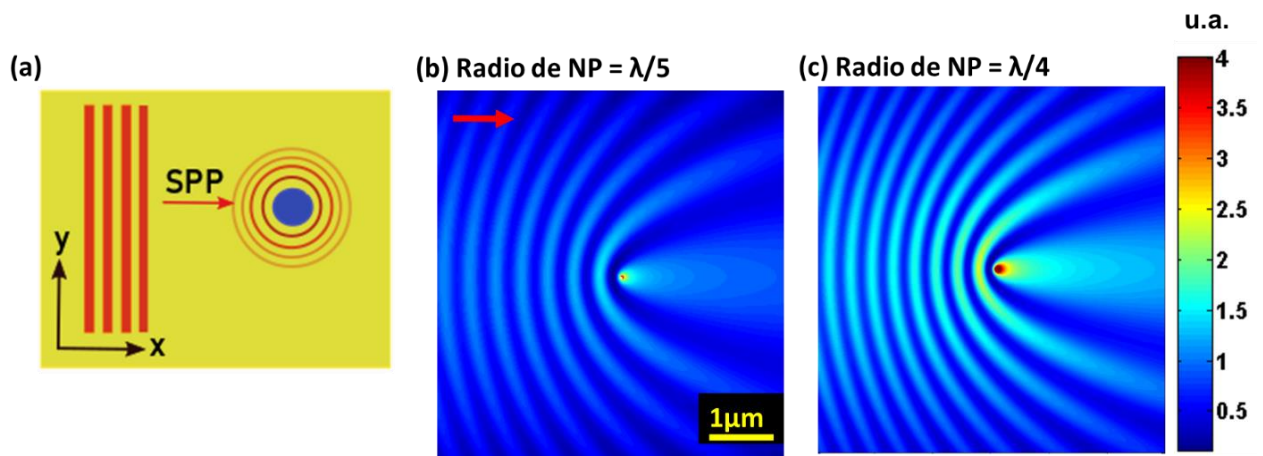 u.a.
(a)
(b) Radio de NP = λ/5
(c) Radio de NP = λ/4
SPP
y
x
1μm
4
3.5
3
2.5
2
1.5
1
0.5